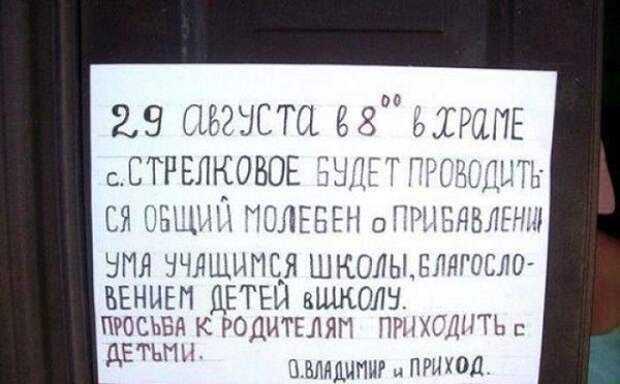 29 АВГУСТА в 8⁰⁰ в ХРАМЕ
с. СТРЕЛКОВОЕ БУДЕТ ПРОВОДИТЬ-
СЯ ОБЩИЙ МОЛЕБЕН о ПРИБАВЛЕНИИ
УМА УЧАЩИМСЯ ШКОЛЫ, БЛАГОСЛО-
ВЕНИЕМ ДЕТЕЙ в ШКОЛУ.
ПРОСЬБА К РОДИТЕЛЯМ ПРИХОДИТЬ с
ДЕТЬМИ.
О. ВЛАДИМИР и ПРИХОД.